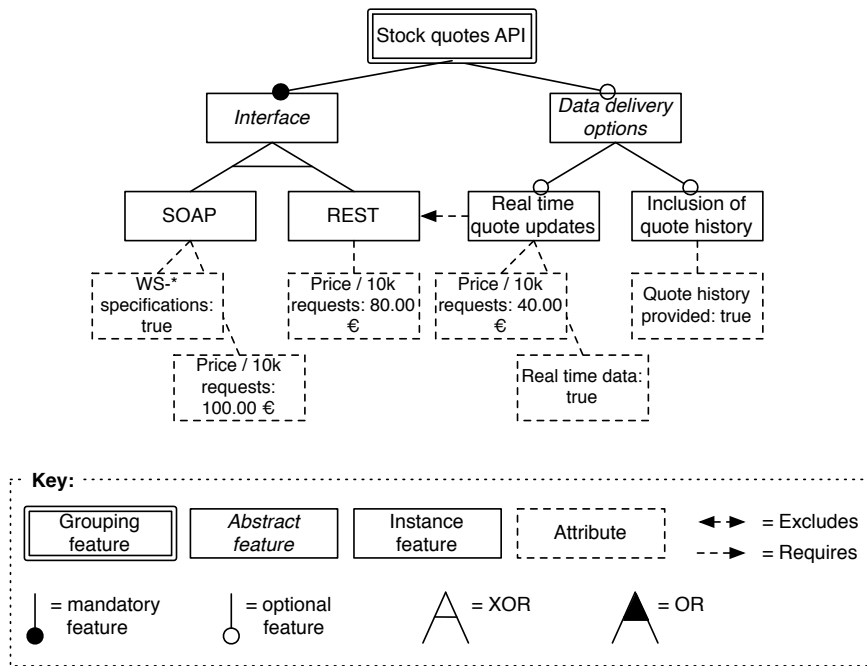 Stock quotes API
Interface
Data delivery
options
SOAP
REST
Real time
quote updates
Inclusion of
quote history
WS-*
specifications:
true
Price / 10k
requests: 80.00
€
Price / 10k
requests: 40.00
€
Quote history
provided: true
Price / 10k
requests:
100.00 €
Real time data:
true
Key:
Grouping
feature
Abstract
feature
Instance
feature
Attribute
= Excludes
= Requires
= mandatory
feature
= optional
feature
= XOR
= OR